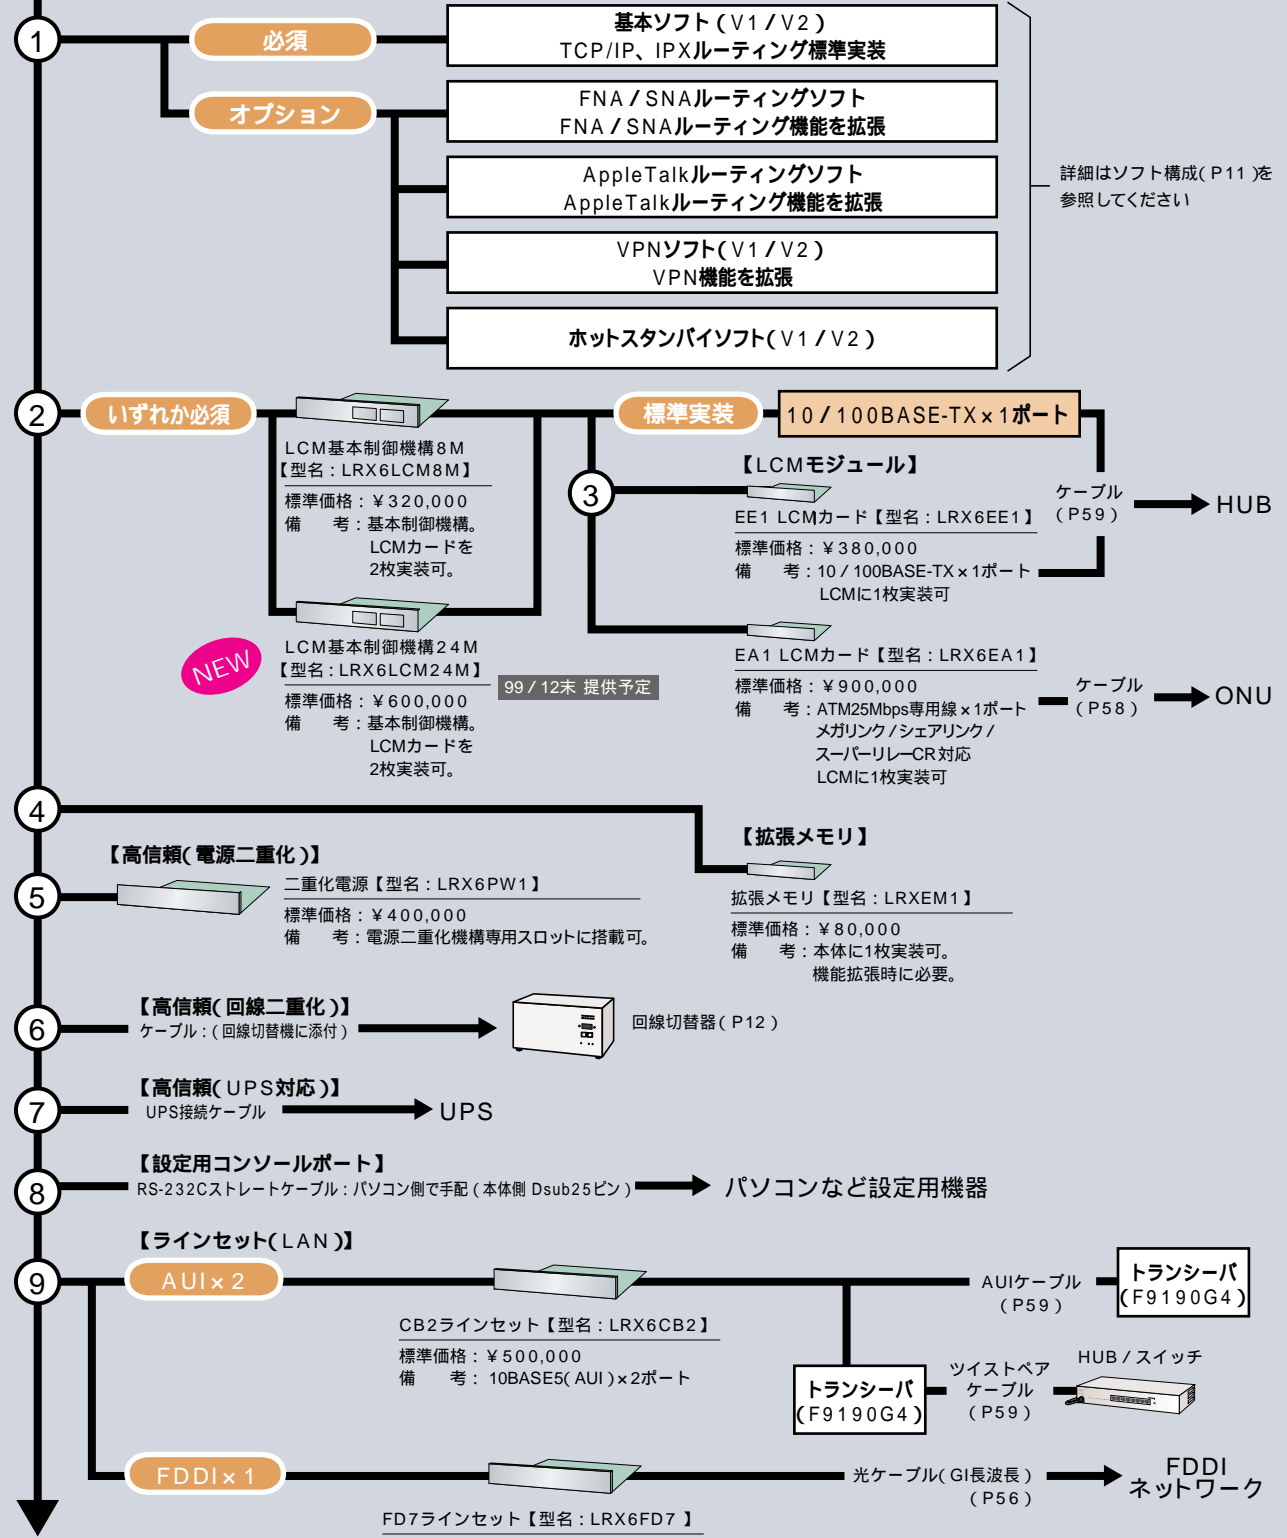 1
必須
基本ソフト(V1/V2)
TCP/IP、IPXルーティング標準実装
オプション
FNA/SNAルーティングソフト
FNA/SNAルーティング機能を拡張
AppleTalkルーティングソフト
AppleTalkルーティング機能を拡張
VPNソフト(V1/V2)
VPN機能を拡張
ホットスタンバイソフト(V1/V2)
詳細はソフト構成(P11)を
参照してください
2
いずれか必須
LCM基本制御機構8M
【型名:LRX6LCM8M】
標準価格:¥320,000
備 考:基本制御機構。
LCMカードを
2枚実装可。
NEW
LCM基本制御機構24M
【型名:LRX6LCM24M】
99/12末 提供予定
標準価格:¥600,000
備 考:基本制御機構。
LCMカードを
2枚実装可。
標準実装
10/100BASE-TX×1ポート
3
【LCMモジュール】
EE1 LCMカード【型名:LRX6EE1】
標準価格:¥380,000
備 考:10/100BASE-TX×1ポート
LCMに1枚実装可
ケーブル
(P59)
HUB
EA1 LCMカード【型名:LRX6EA1】
標準価格:¥900,000
備 考:ATM25Mbps専用線×1ポート
メガリンク/シェアリンク/
スーパーリレーCR対応
LCMに1枚実装可
ケーブル
(P58)
ONU
4
【拡張メモリ】
拡張メモリ【型名:LRXEM1】
標準価格:¥80,000
備 考:本体に1枚実装可。
機能拡張時に必要。
【高信頼(電源二重化)】
5
二重化電源【型名:LRX6PW1】
標準価格:¥400,000
備 考:電源二重化機構専用スロットに搭載可。
【高信頼(回線二重化)】
6
ケーブル:(回線切替機に添付)
回線切替器(P12)
【高信頼(UPS対応)】
7
UPS接続ケーブル
UPS
【設定用コンソールポート】
8
RS-232Cストレートケーブル:パソコン側で手配(本体側 Dsub25ピン)
パソコンなど設定用機器
【ラインセット(LAN)】
9
AUI×2
CB2ラインセット【型名:LRX6CB2】
標準価格:¥500,000
備 考:10BASE5(AUI)×2ポート
AUIケーブル
(P59)
トランシーバ
(F9190G4)
トランシーバ
(F9190G4)
ツイストペア
ケーブル
(P59)
HUB/スイッチ
FDDI×1
FD7ラインセット【型名:LRX6FD7】
光ケーブル(GI長波長)
(P56)
FDDI
ネットワーク